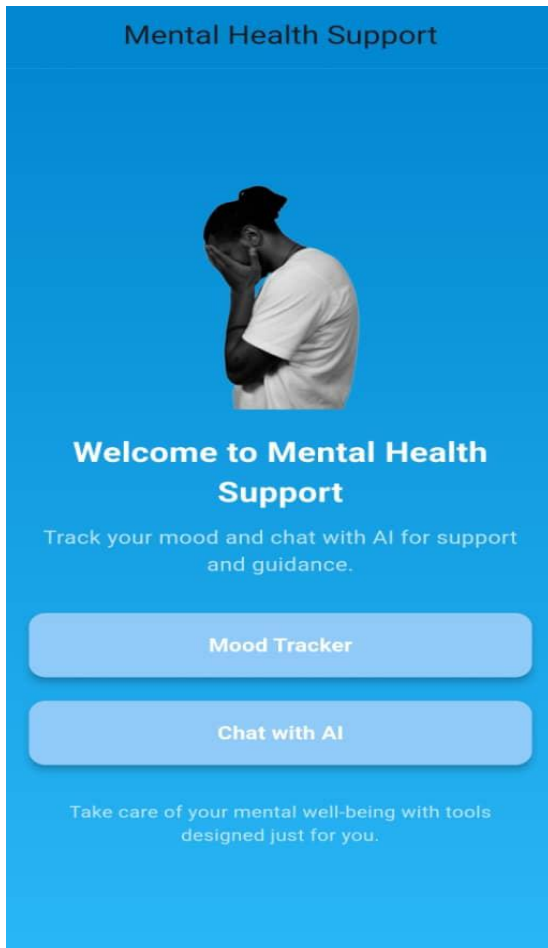 Mental Health Support
Welcome to Mental Health
Support
Track your mood and chat with AI for support
and guidance.
Mood Tracker
Chat with AI
Take care of your mental well-being with tools
designed just for you.